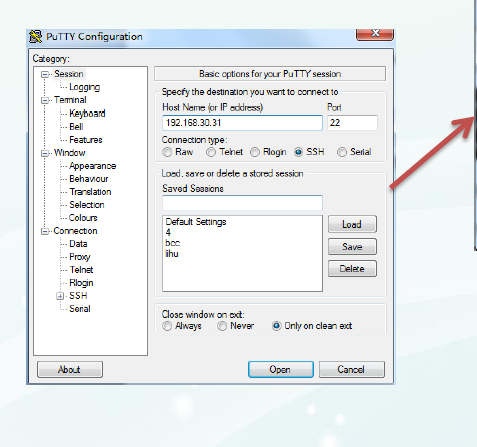 PuTTY Configuration
Category:
Session
Logging
Terminal
Keyboard
Bell
Features
Window
Appearance
Behaviour
Translation
Selection
Colours
Connection
Data
Proxy
Telnet
Rlogin
SSH
Serial
Basic options for your PuTTY session
Specify the destination you want to connect to
Host Name (or IP address) Port
192.168.30.31 22
Connection type:
Raw Telnet Rlogin SSH Serial
Load, save or delete a stored session
Saved Sessions
Default Settings
4
bcc
lihu
Load
Save
Delete
Close window on exit:
Always Never Only on clean exit
About Open Cancel